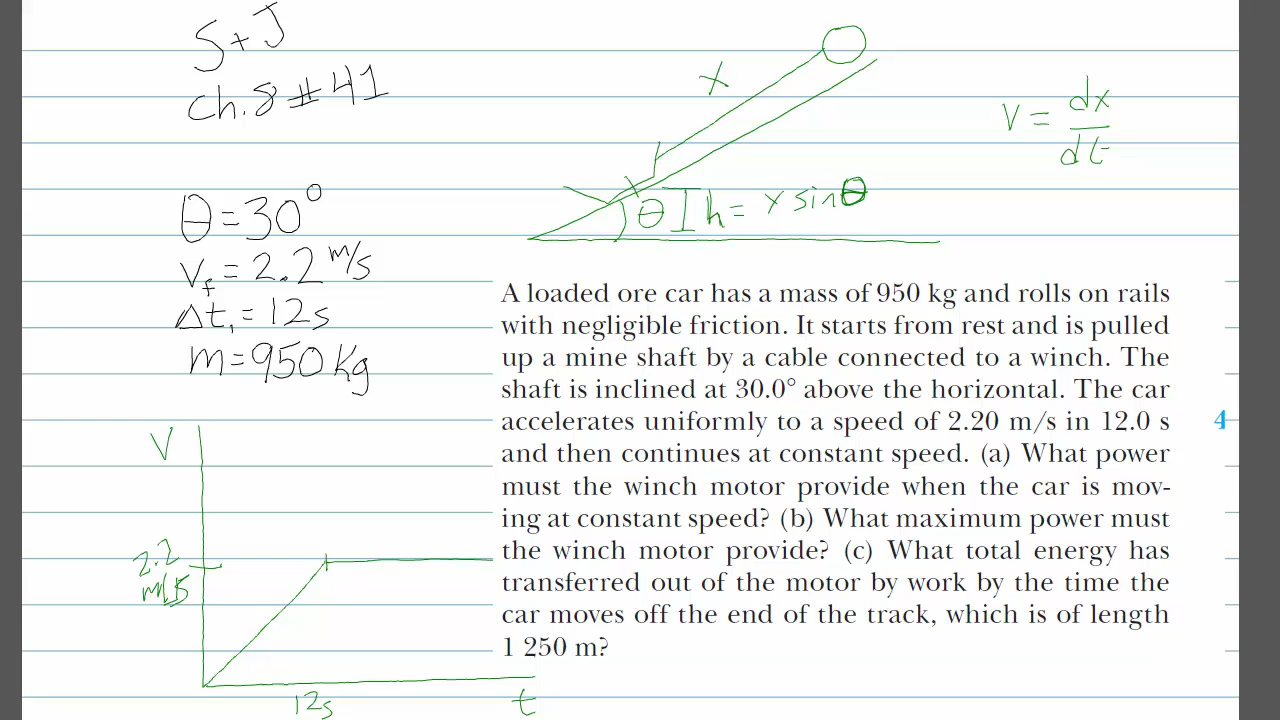 S+J
Ch. 8 #41
θ = 30°
v_f = 2.2 m/s
Δt₁ = 12s
m = 950 Kg
x
θ
h = x sin θ
V = dx/dt
A loaded ore car has a mass of 950 kg and rolls on rails
with negligible friction. It starts from rest and is pulled
up a mine shaft by a cable connected to a winch. The
shaft is inclined at 30.0° above the horizontal. The car
accelerates uniformly to a speed of 2.20 m/s in 12.0 s
and then continues at constant speed. (a) What power
must the winch motor provide when the car is mov-
ing at constant speed? (b) What maximum power must
the winch motor provide? (c) What total energy has
transferred out of the motor by work by the time the
car moves off the end of the track, which is of length
1 250 m?
4
V
2.2
m/s
12s
t